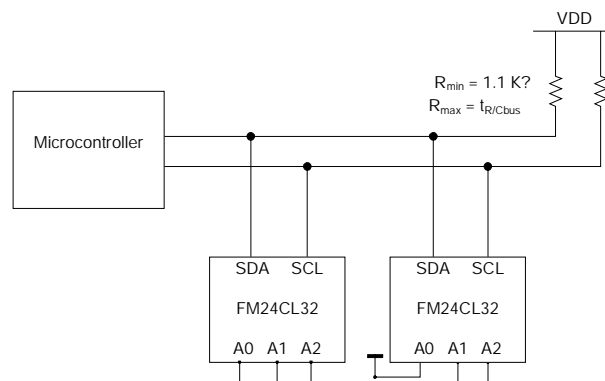 VDD
Rmin = 1.1 K?
Rmax = tR/Cbus
Microcontroller
SDA SCL
SDA SCL
FM24CL32
FM24CL32
A0 A1 A2
A0 A1 A2